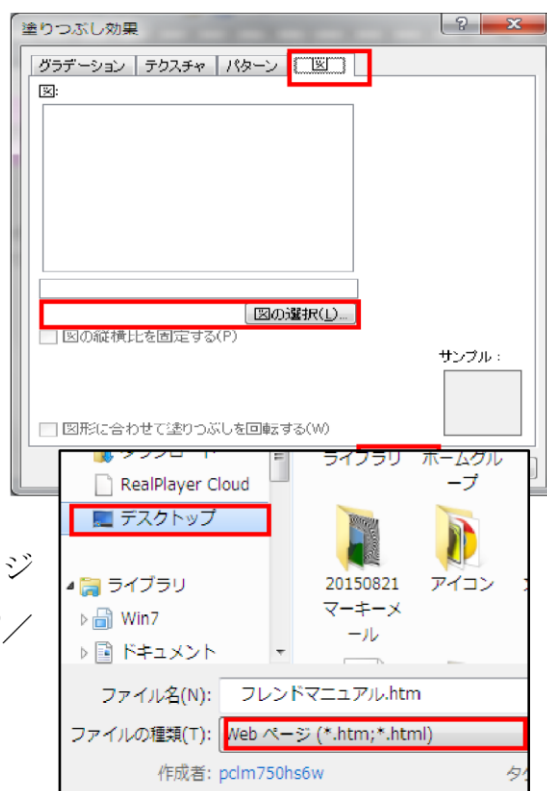 塗りつぶし効果
グラデーション テクスチャ パターン 図
図:
図の選択(L)...
図の縦横比を固定する(P)
サンプル:
図形に合わせて塗りつぶしを回転する(W)
ライブラリ ホームグループ
RealPlayer Cloud
デスクトップ
ライブラリ
Win7
ドキュメント
20150821
マーキーメ
ール
アイコン
ジ
ファイル名(N): フレンドマニュアル.htm
ファイルの種類(T): Web ページ (*.htm;*.html)
作成者: pclm750hs6w